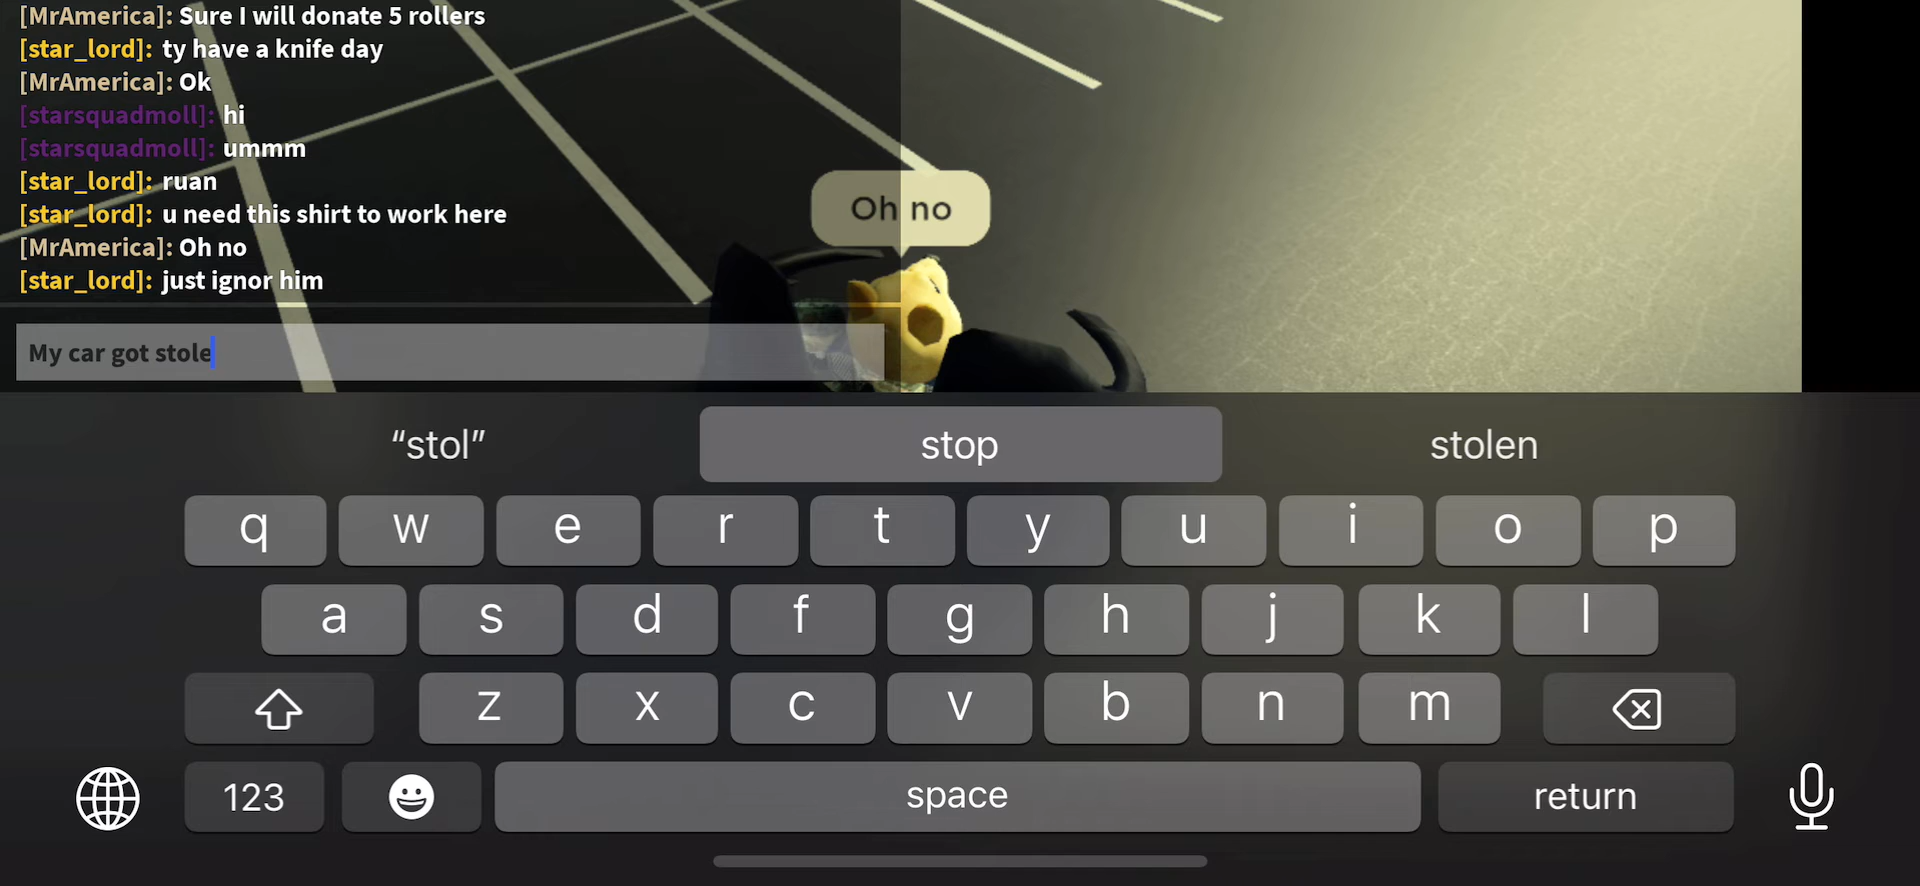 [MrAmerica]: Sure I will donate 5 rollers
[star_lord]: ty have a knife day
[MrAmerica]: Ok
[starsquadmoll]: hi
[starsquadmoll]: ummm
[star_lord]: ruan
[star_lord]: u need this shirt to work here
[MrAmerica]: Oh no
[star_lord]: just ignor him
Oh no
My car got stole
“stol” stop stolen
q w e r t y u i o p
a s d f g h j k l
z x c v b n m
123 space return